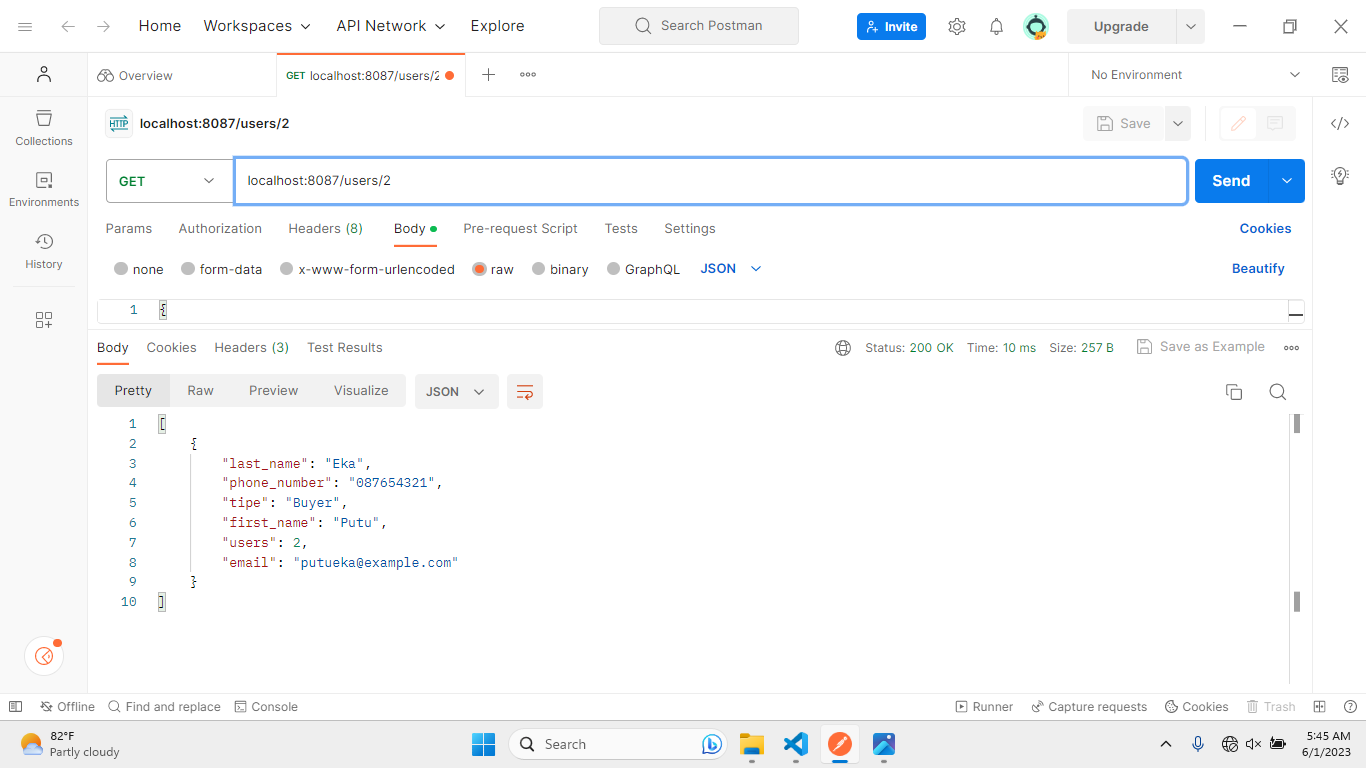 Home Workspaces API Network Explore Search Postman Invite Upgrade
Overview GET localhost:8087/users/2 No Environment
HTTP localhost:8087/users/2 Save
Collections
GET localhost:8087/users/2 Send
Environments
Params Authorization Headers (8) Body Pre-request Script Tests Settings Cookies
History
none form-data x-www-form-urlencoded raw binary GraphQL JSON Beautify
1 {
Body Cookies Headers (3) Test Results Status: 200 OK Time: 10 ms Size: 257 B Save as Example
Pretty Raw Preview Visualize JSON
1 [
2 {
3 "last_name": "Eka",
4 "phone_number": "087654321",
5 "tipe": "Buyer",
6 "first_name": "Putu",
7 "users": 2,
8 "email": "putueka@example.com"
9 }
10 ]
Offline Find and replace Console Runner Capture requests Cookies Trash
82°F
Partly cloudy
Search
5:45 AM
6/1/2023